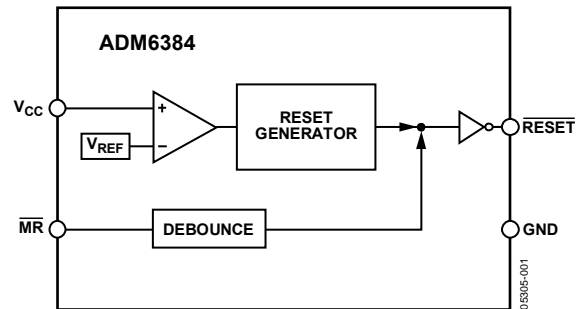 ADM6384
VCC
+
RESET
GENERATOR
RESET
VREF
−
MR
DEBOUNCE
GND
05305-001